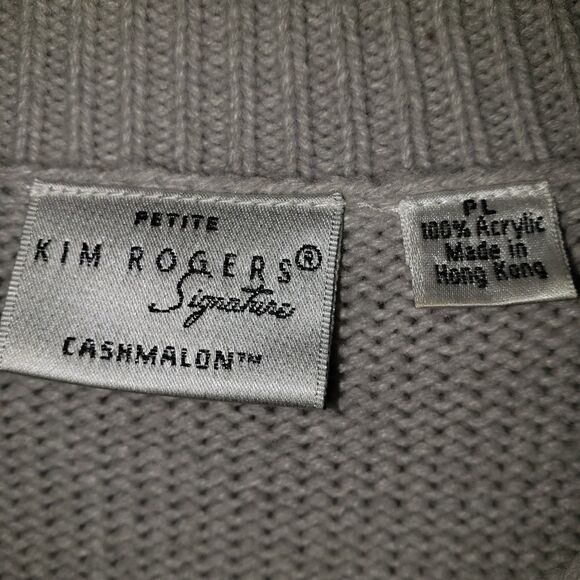 PETITE
KIM ROGERS®
Signature
CASHMALON™
PL
100% Acrylic
Made in
Hong Kong